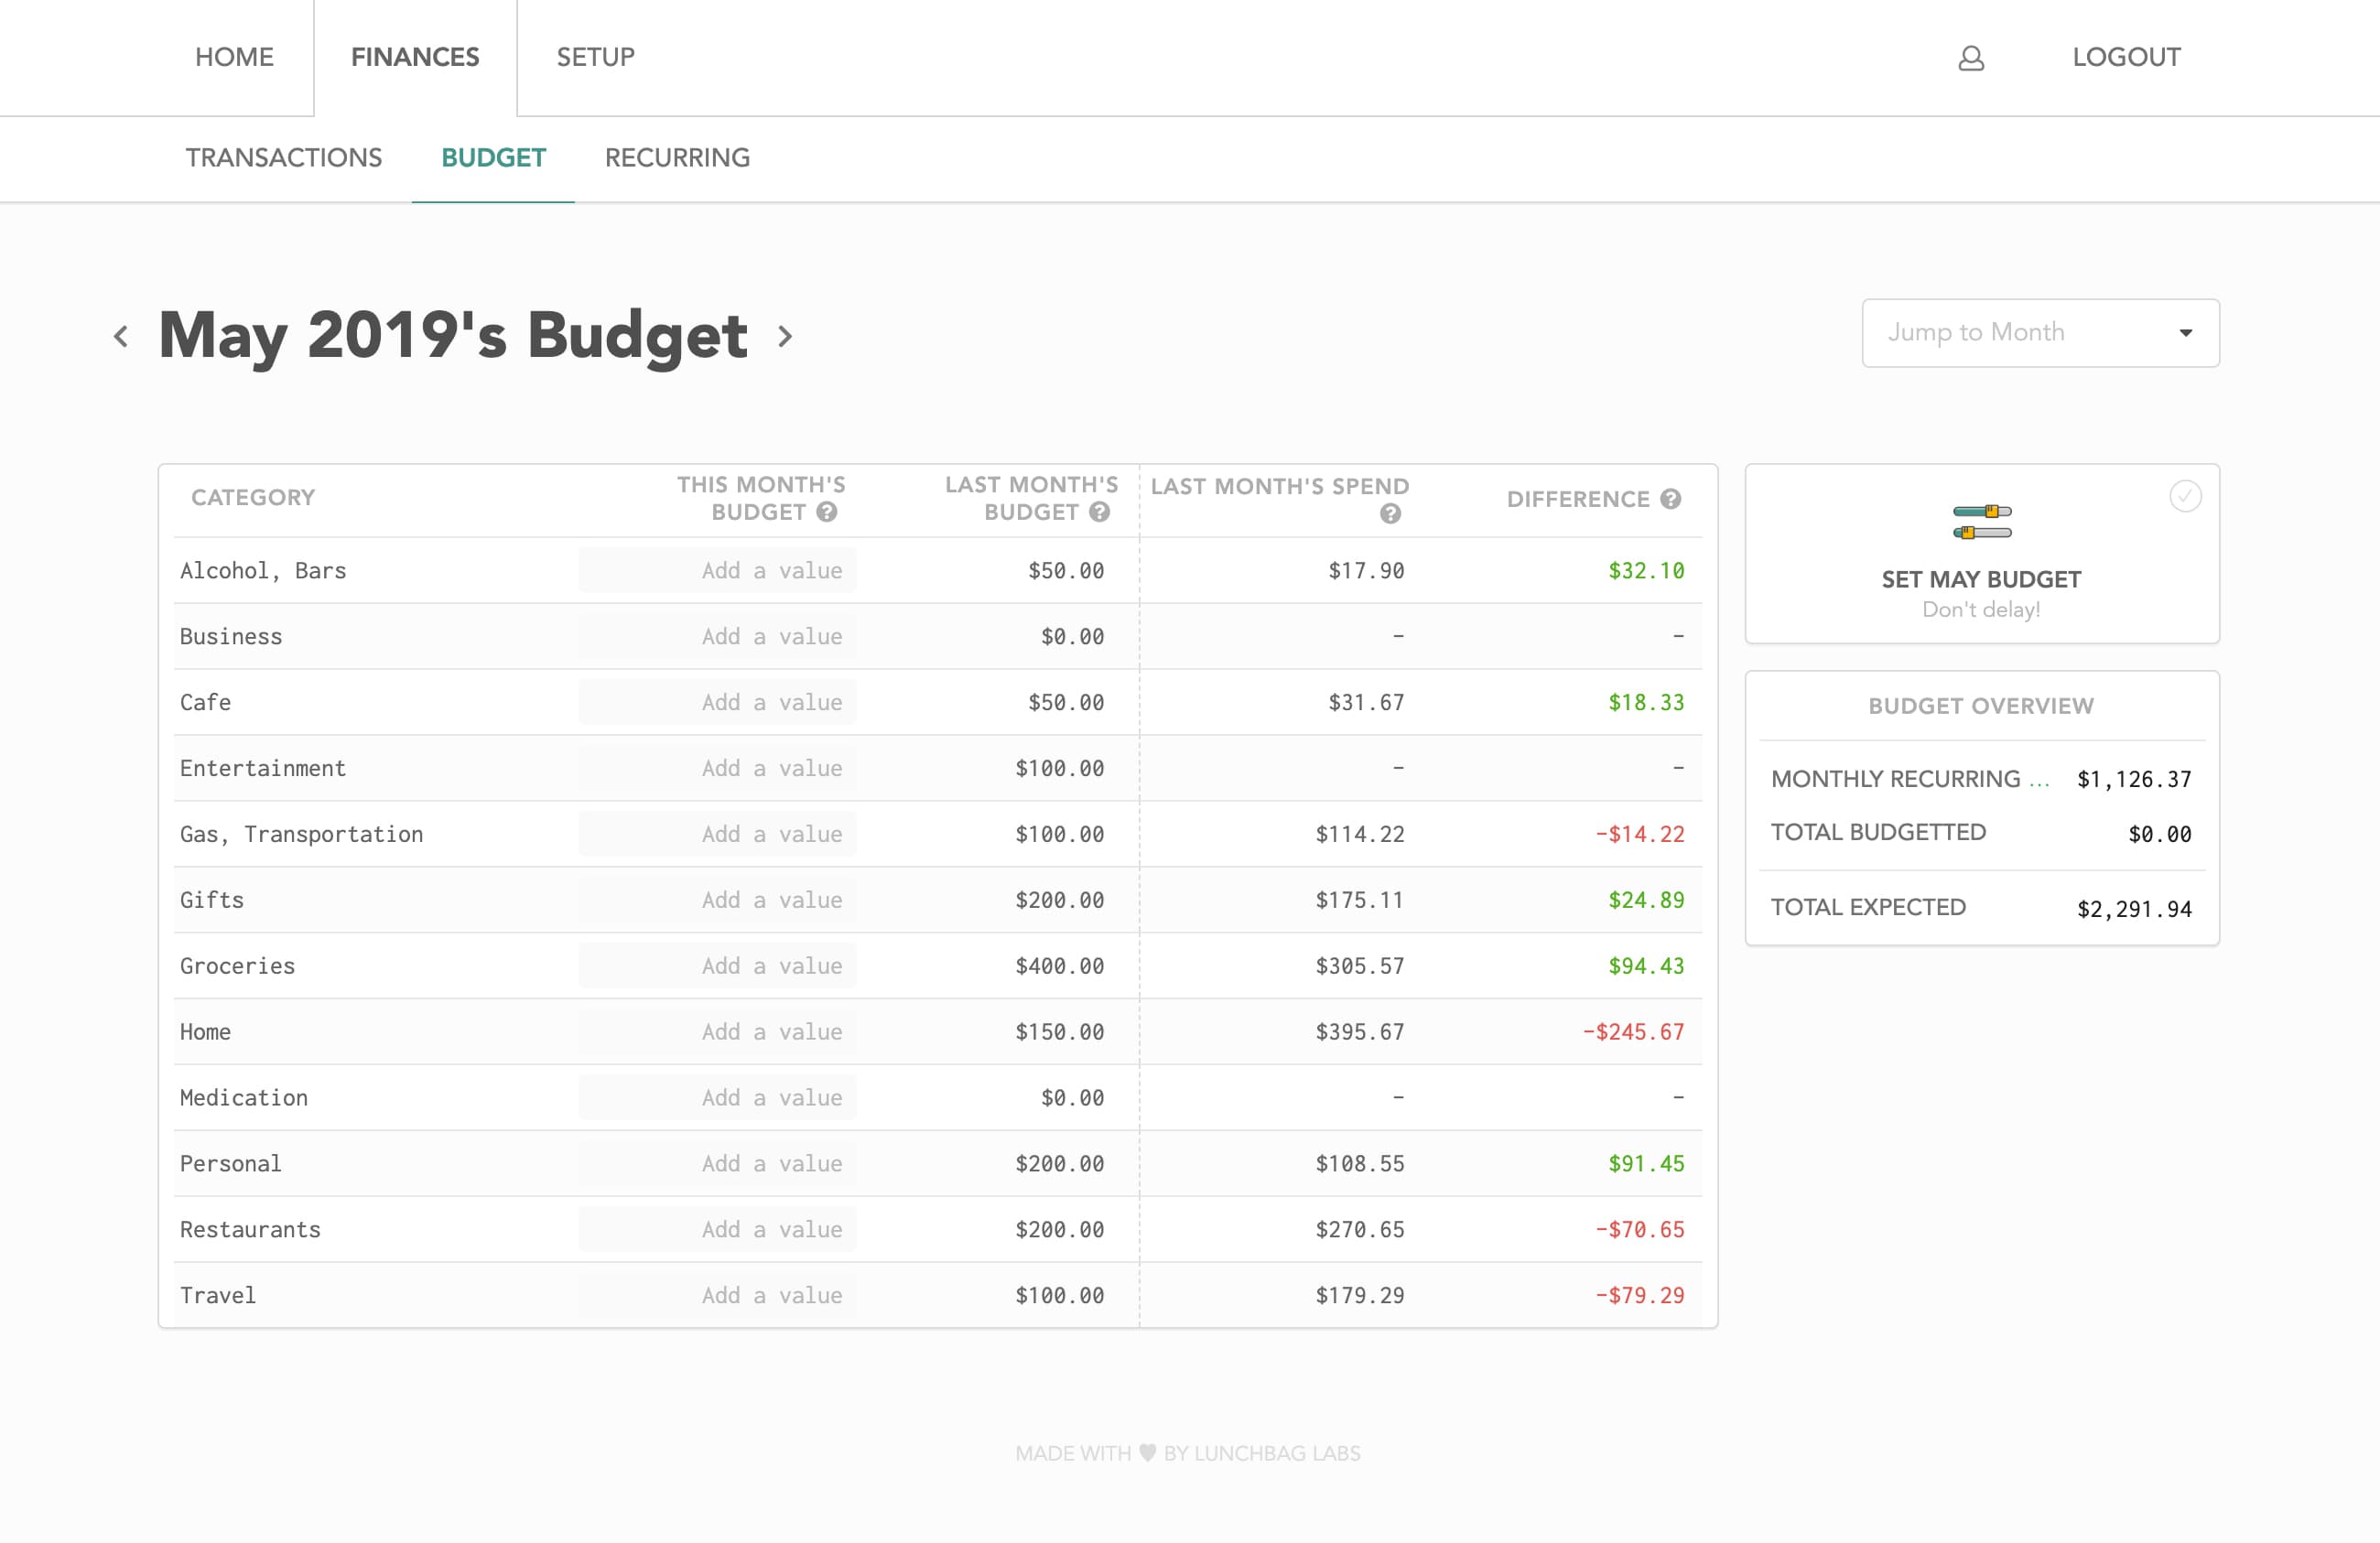 HOME FINANCES SETUP LOGOUT
TRANSACTIONS BUDGET RECURRING
May 2019's Budget
Jump to Month
CATEGORY THIS MONTH'S BUDGET LAST MONTH'S BUDGET LAST MONTH'S SPEND DIFFERENCE
Alcohol, Bars Add a value $50.00 $17.90 $32.10
Business Add a value $0.00 – –
Cafe Add a value $50.00 $31.67 $18.33
Entertainment Add a value $100.00 – –
Gas, Transportation Add a value $100.00 $114.22 -$14.22
Gifts Add a value $200.00 $175.11 $24.89
Groceries Add a value $400.00 $305.57 $94.43
Home Add a value $150.00 $395.67 -$245.67
Medication Add a value $0.00 – –
Personal Add a value $200.00 $108.55 $91.45
Restaurants Add a value $200.00 $270.65 -$70.65
Travel Add a value $100.00 $179.29 -$79.29
SET MAY BUDGET
Don't delay!
BUDGET OVERVIEW
MONTHLY RECURRING ... $1,126.37
TOTAL BUDGETTED $0.00
TOTAL EXPECTED $2,291.94
MADE WITH ♥ BY LUNCHBAG LABS